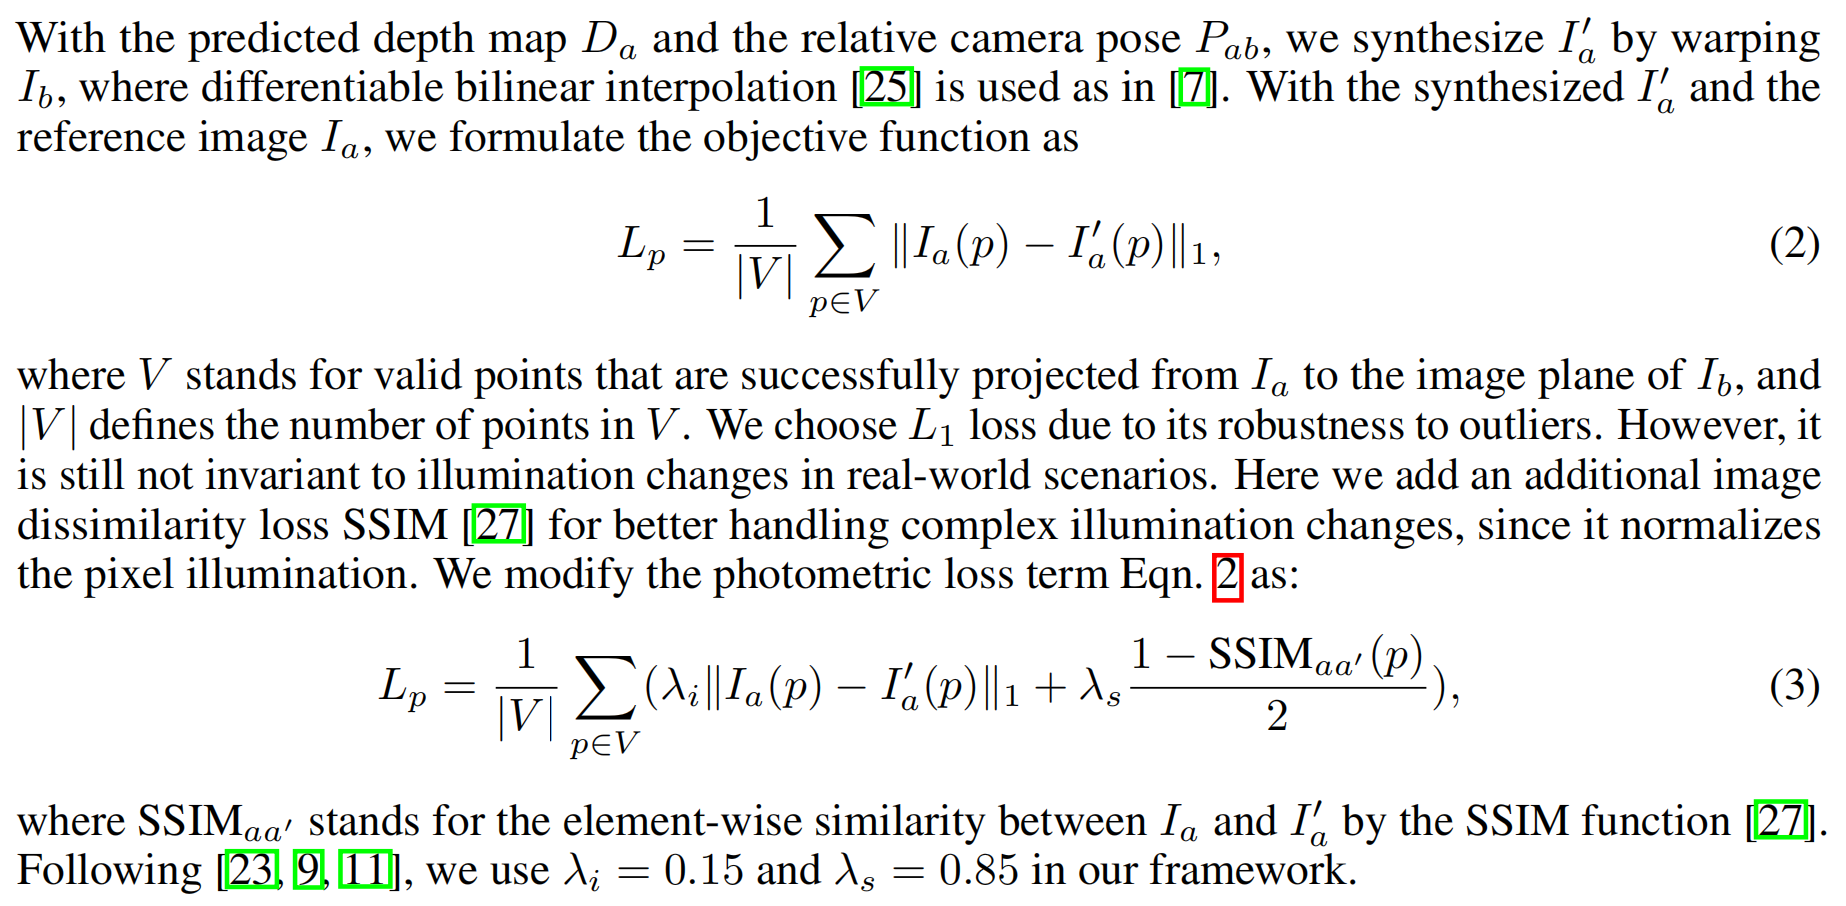 With the predicted depth map $D_a$ and the relative camera pose $P_{ab}$, we synthesize $I'_a$ by warping
$I_b$, where differentiable bilinear interpolation [25] is used as in [7]. With the synthesized $I'_a$ and the
reference image $I_a$, we formulate the objective function as
$L_p = \frac{1}{|V|} \sum_{p \in V} \|I_a(p) - I'_a(p)\|_1,$ (2)
where $V$ stands for valid points that are successfully projected from $I_a$ to the image plane of $I_b$, and
$|V|$ defines the number of points in $V$. We choose $L_1$ loss due to its robustness to outliers. However, it
is still not invariant to illumination changes in real-world scenarios. Here we add an additional image
dissimilarity loss SSIM [27] for better handling complex illumination changes, since it normalizes
the pixel illumination. We modify the photometric loss term Eqn. 2 as:
$L_p = \frac{1}{|V|} \sum_{p \in V} (\lambda_i \|I_a(p) - I'_a(p)\|_1 + \lambda_s \frac{1 - \text{SSIM}_{aa'}(p)}{2}),$ (3)
where $\text{SSIM}_{aa'}$ stands for the element-wise similarity between $I_a$ and $I'_a$ by the SSIM function [27].
Following [23, 9, 11], we use $\lambda_i = 0.15$ and $\lambda_s = 0.85$ in our framework.